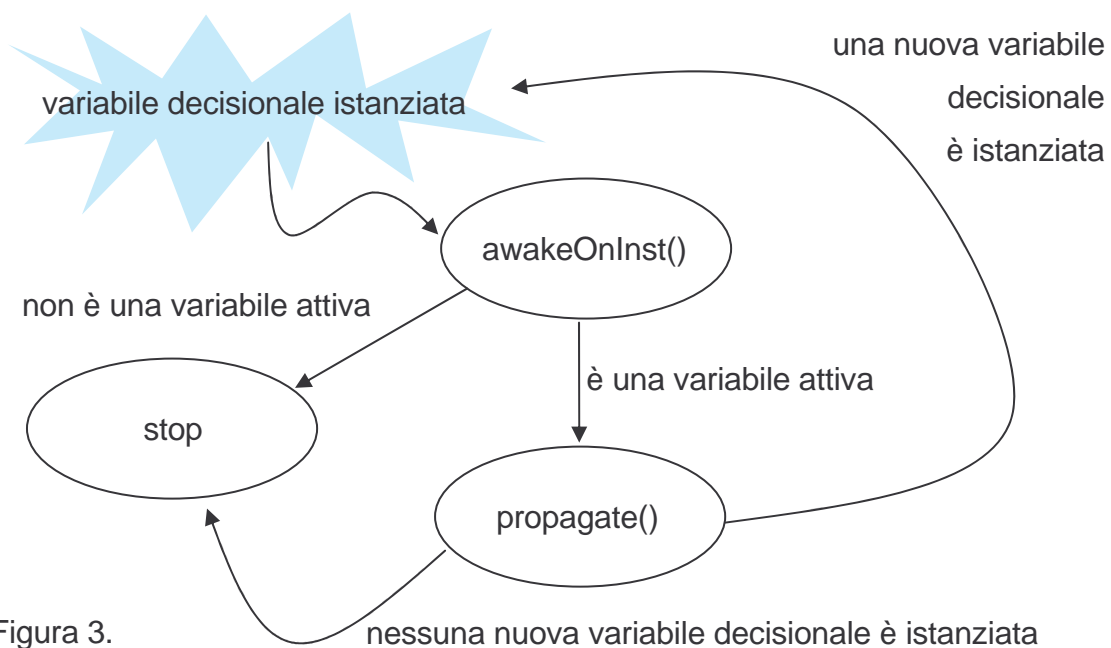 una nuova variabile
decisionale
è istanziata
variabile decisionale istanziata
awakeOnInst()
non è una variabile attiva
è una variabile attiva
stop
propagate()
Figura 3.
nessuna nuova variabile decisionale è istanziata